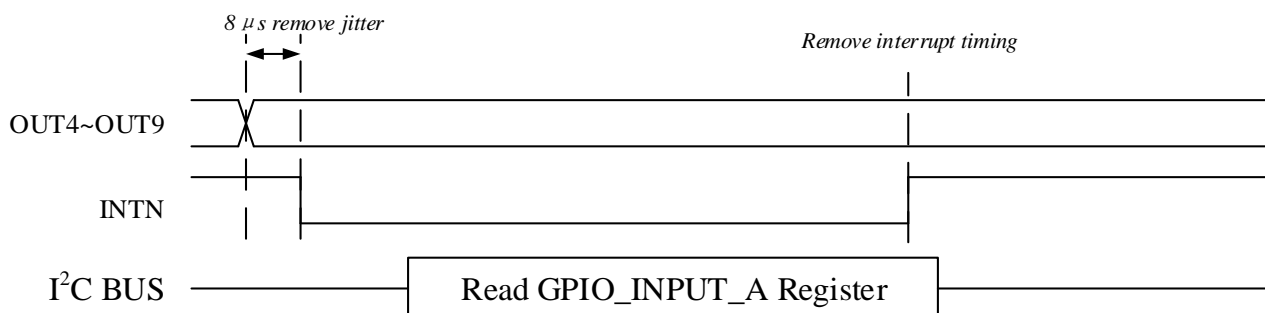 8 μs remove jitter
Remove interrupt timing
OUT4~OUT9
INTN
I²C BUS
Read GPIO_INPUT_A Register